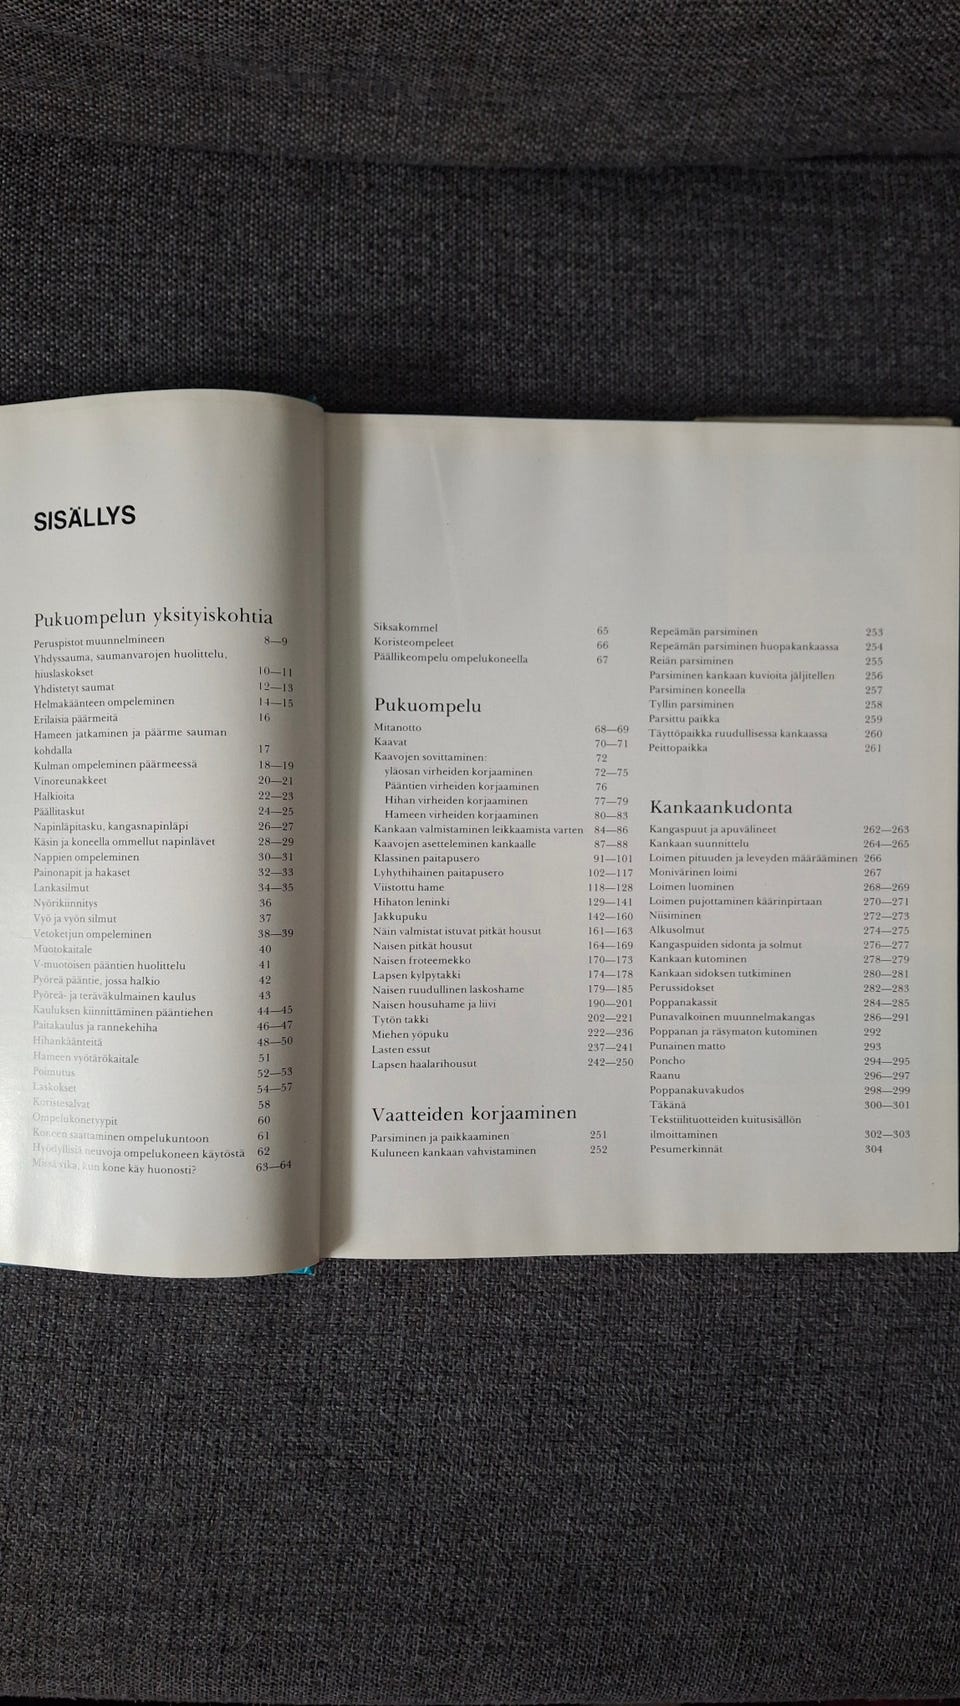 SISÄLLYS
Pukuompelun yksityiskohtia
Peruspistot muunnelmineen 8—9
Yhdyssauma, saumanvarojen huolittelu,
hiuslaskokset 10—11
Yhdistetyt saumat 12—13
Helmakäänteen ompeleminen 14—15
Erilaisia päärmeitä 16
Hameen jatkaminen ja päärme sauman
kohdalla 17
Kulman ompeleminen päärmeessä 18—19
Vinoreunakkeet 20—21
Halkioita 22—23
Päällitaskut 24—25
Napinläpitasku, kangasnapinläpi 26—27
Käsin ja koneella ommellut napinlävet 28—29
Nappien ompeleminen 30—31
Painonapit ja hakaset 32—33
Lankasilmut 34—35
Nyörikiinnitys 36
Vyö ja vyön silmut 37
Vetoketjun ompeleminen 38—39
Muotokaitale 40
V-muotoisen pääntien huolittelu 41
Pyöreä pääntie, jossa halkio 42
Pyöreä- ja teräväkulmainen kaulus 43
Kauluksen kiinnittäminen pääntiehen 44—45
Paitakaulus ja rannekehiha 46—47
Hihankäänteitä 48—50
Hameen vyötärökaitale 51
Poimutus 52—53
Laskokset 54—57
Koristesalvat 58
Ompelukonetyypit 60
Koneen saattaminen ompelukuntoon 61
Hyödyllisiä neuvoja ompelukoneen käytöstä 62
Missä vika, kun kone käy huonosti? 63—64
Siksakommel 65
Koristeompeleet 66
Päällikeompelu ompelukoneella 67
Pukuompelu
Mitanotto 68—69
Kaavat 70—71
Kaavojen sovittaminen: 72
yläosan virheiden korjaaminen 72—75
Pääntien virheiden korjaaminen 76
Hihan virheiden korjaaminen 77—79
Hameen virheiden korjaaminen 80—83
Kankaan valmistaminen leikkaamista varten 84—86
Kaavojen asetteleminen kankaalle 87—88
Klassinen paitapusero 91—101
Lyhythihainen paitapusero 102—117
Viistottu hame 118—128
Hihaton leninki 129—141
Jakkupuku 142—160
Näin valmistat istuvat pitkät housut 161—163
Naisen pitkät housut 164—169
Naisen froteemekko 170—173
Lapsen kylpytakki 174—178
Naisen ruudullinen laskoshame 179—185
Naisen housuhame ja liivi 190—201
Tytön takki 202—221
Miehen yöpuku 222—236
Lasten essut 237—241
Lapsen haalarihousut 242—250
Vaatteiden korjaaminen
Parsiminen ja paikkaaminen 251
Kuluneen kankaan vahvistaminen 252
Repeämän parsiminen 253
Repeämän parsiminen huopakankaassa 254
Reiän parsiminen 255
Parsiminen kankaan kuvioita jäljitellen 256
Parsiminen koneella 257
Tyllin parsiminen 258
Parsittu paikka 259
Täyttöpaikka ruudullisessa kankaassa 260
Peittopaikka 261
Kankaankudonta
Kangaspuut ja apuvälineet 262—263
Kankaan suunnittelu 264—265
Loimen pituuden ja leveyden määrääminen 266
Monivärinen loimi 267
Loimen luominen 268—269
Loimen pujottaminen käärinpirtaan 270—271
Niisiminen 272—273
Alkusolmut 274—275
Kangaspuiden sidonta ja solmut 276—277
Kankaan kutominen 278—279
Kankaan sidoksen tutkiminen 280—281
Perussidokset 282—283
Poppanakassit 284—285
Punavalkoinen muunnelmakangas 286—291
Poppanan ja räsymaton kutominen 292
Punainen matto 293
Poncho 294—295
Raanu 296—297
Poppanakuvakudos 298—299
Täkänä 300—301
Tekstiilituotteiden kuitusisällön
ilmoittaminen 302—303
Pesumerkinnät 304